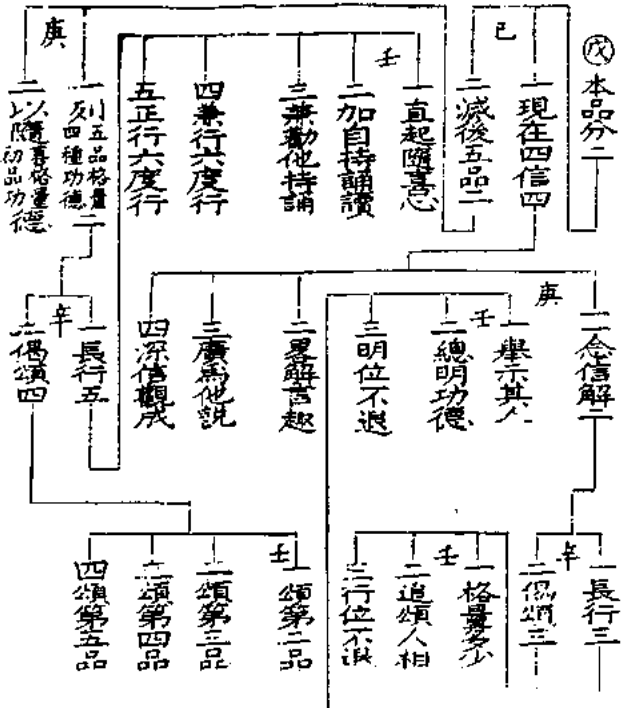 戊 本品分二
己
一現在四信四
二滅後五品二
庚
一念信解二
二畧解言趣
三廣為他說
四深信觀成
辛
一長行三
二偈頌三
壬
一舉示其人
二總明功德
三明位不退
壬
一格量多少
二追頌人相
三行位不退
庚
一列五品格量及四種功德二
二以隨喜格量
初品功德
辛
一長行五
二偈頌四
壬
一直起隨喜心
二加自持誦讀
三兼勸他持誦
四兼行六度行
五正行六度行
壬
一頌第二品
二頌第三品
三頌第四品
四頌第五品